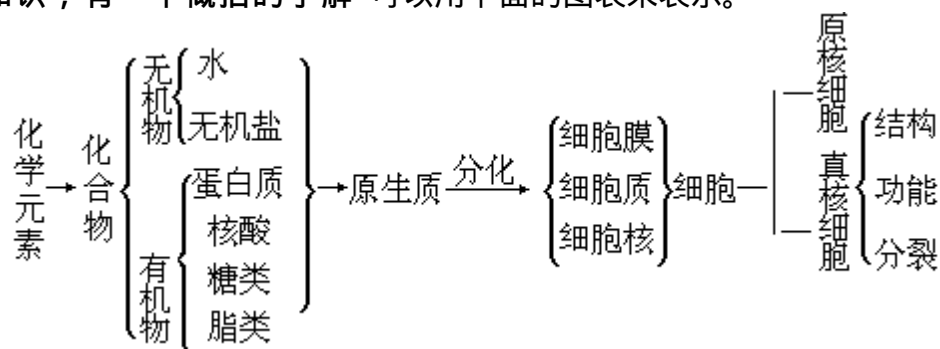 有一个概括的了解 可以用下面的图表来表示。
化学元素
化合物
无机物
水
无机盐
有机物
蛋白质
核酸
糖类
脂类
原生质
分化
细胞膜
细胞质
细胞核
细胞
原核细胞
真核细胞
结构
功能
分裂